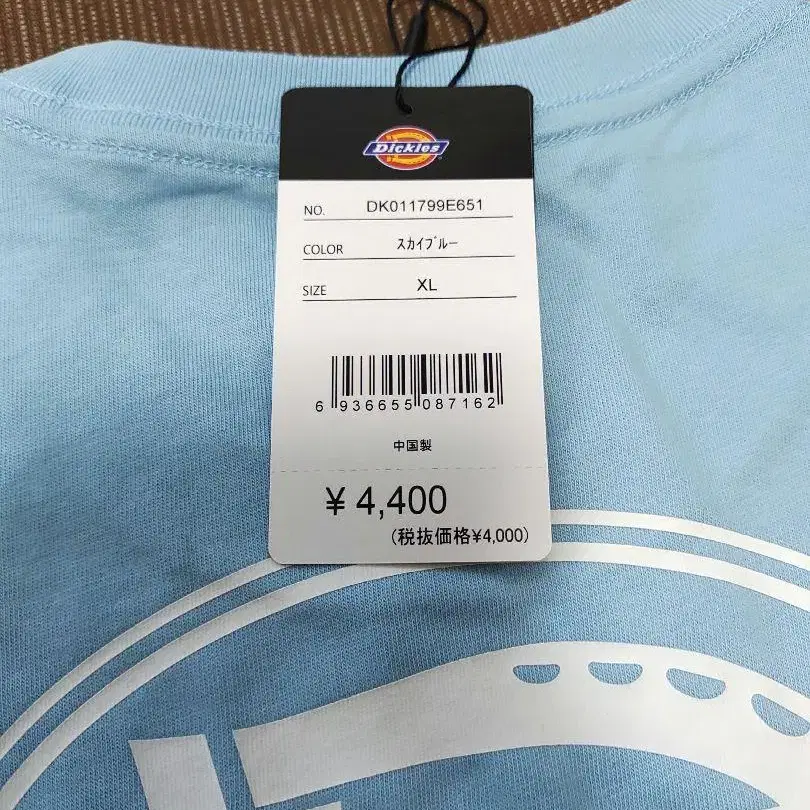 Dickies
NO. DK011799E651
COLOR ｽｶｲﾌﾞﾙｰ
SIZE XL
6 936655 087162
中国製
¥ 4,400
(税抜価格¥4,000)